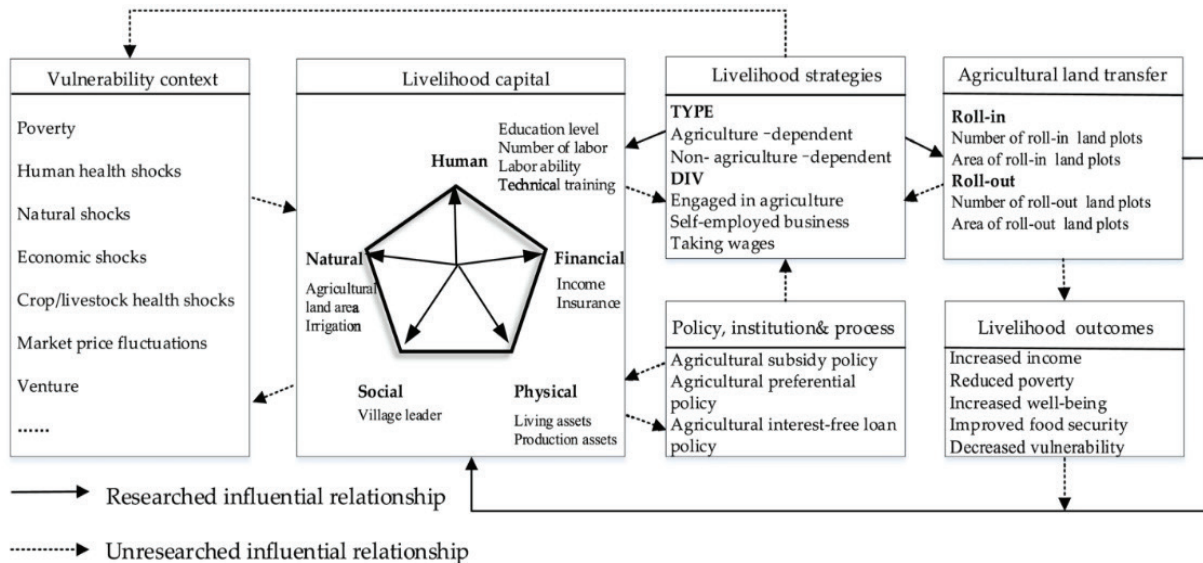 Vulnerability context
Poverty
Human health shocks
Natural shocks
Economic shocks
Crop/livestock health shocks
Market price fluctuations
Venture
……
Livelihood capital
Education level
Number of labor
Labor ability
Technical training
Human
Natural
Agricultural
land area
Irrigation
Financial
Income
Insurance
Social
Village leader
Physical
Living assets
Production assets
Livelihood strategies
TYPE
Agriculture -dependent
Non- agriculture -dependent
DIV
Engaged in agriculture
Self-employed business
Taking wages
Agricultural land transfer
Roll-in
Number of roll-in land plots
Area of roll-in land plots
Roll-out
Number of roll-out land plots
Area of roll-out land plots
Policy, institution& process
Agricultural subsidy policy
Agricultural preferential
policy
Agricultural interest-free loan
policy
Livelihood outcomes
Increased income
Reduced poverty
Increased well-being
Improved food security
Decreased vulnerability
Researched influential relationship
Unresearched influential relationship